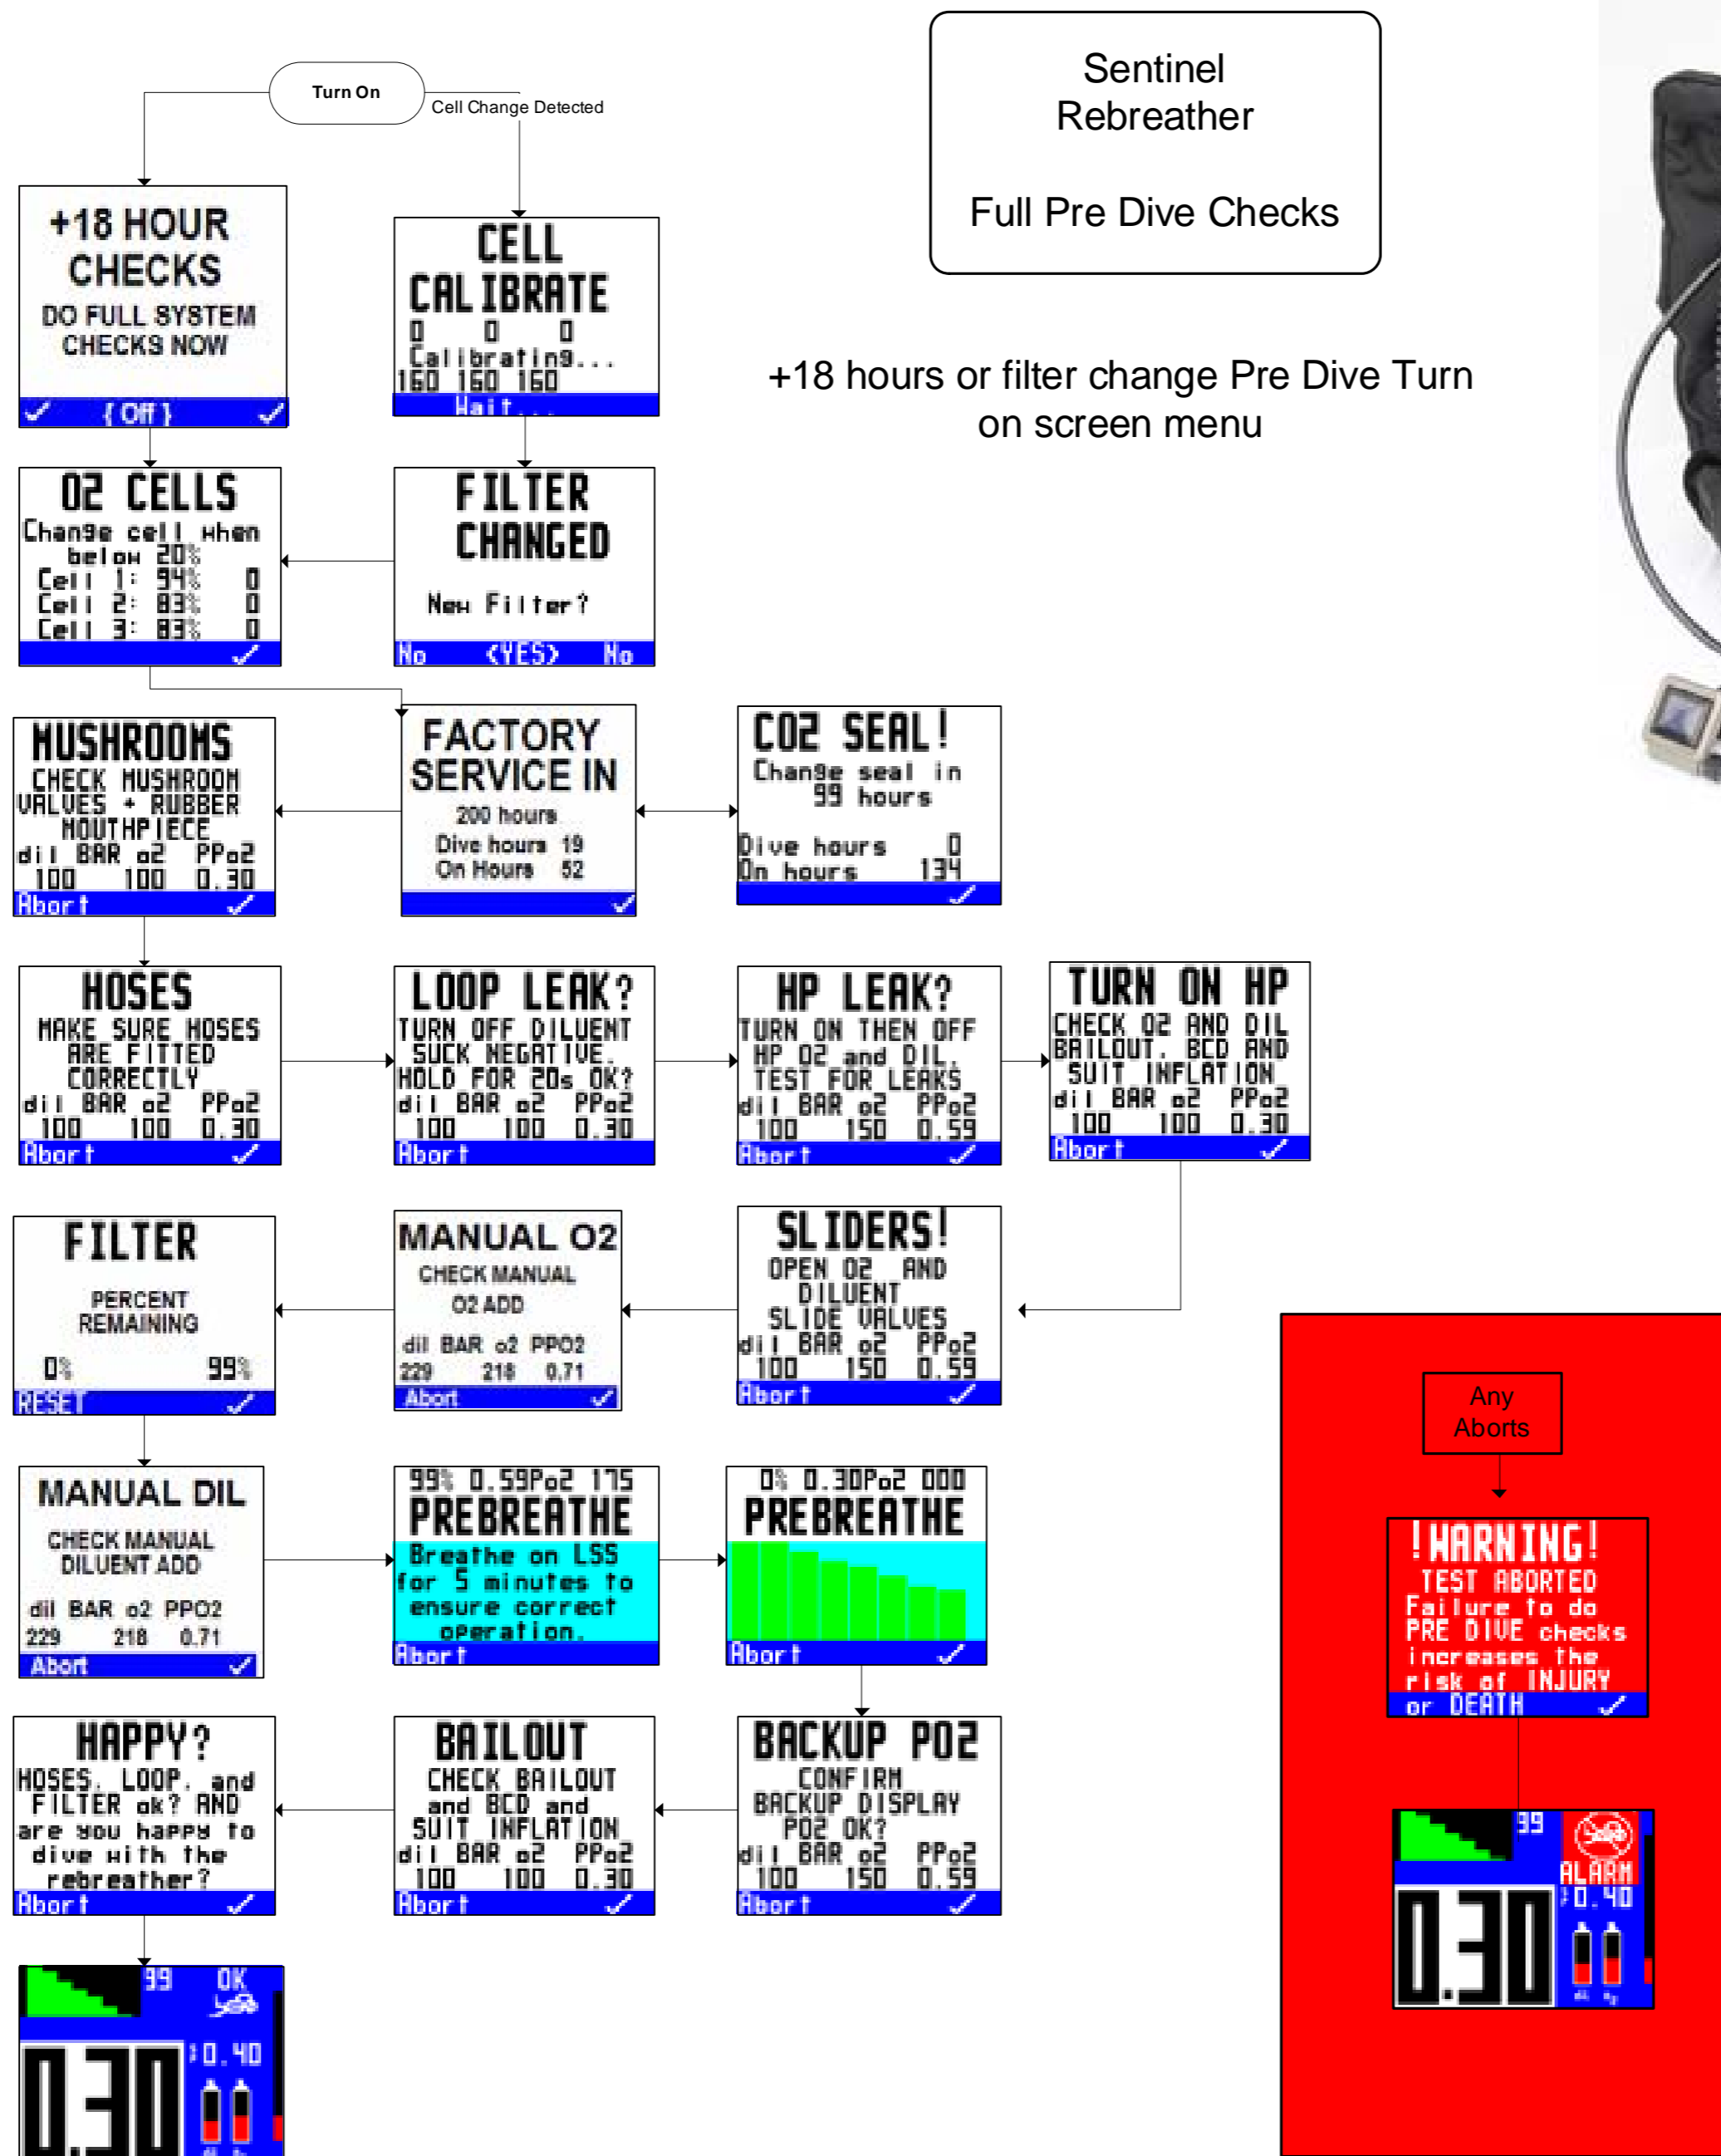 Sentinel
Rebreather
Full Pre Dive Checks
+18 hours or filter change Pre Dive Turn
on screen menu
Turn On
Cell Change Detected
+18 HOUR
CHECKS
DO FULL SYSTEM
CHECKS NOW
✓ {Off} ✓
CELL
CALIBRATE
0 0 0
Calibrating...
160 160 160
Wait...
O2 CELLS
Change cell when
below 20%
Cell 1: 94% 0
Cell 2: 83% 0
Cell 3: 83% 0
✓
FILTER
CHANGED
New Filter?
No <YES> No
MUSHROOMS
CHECK MUSHROOM
VALVES + RUBBER
MOUTHPIECE
dil BAR o2 PPo2
100 100 0.30
Abort ✓
FACTORY
SERVICE IN
200 hours
Dive hours 19
On Hours 52
✓
CO2 SEAL!
Change seal in
99 hours
Dive hours 0
On hours 134
✓
HOSES
MAKE SURE HOSES
ARE FITTED
CORRECTLY
dil BAR o2 PPo2
100 100 0.30
Abort ✓
LOOP LEAK?
TURN OFF DILUENT
SUCK NEGATIVE.
HOLD FOR 20s OK?
dil BAR o2 PPo2
100 100 0.30
Abort ✓
HP LEAK?
TURN ON THEN OFF
HP O2 and DIL.
TEST FOR LEAKS
dil BAR o2 PPo2
100 150 0.59
Abort ✓
TURN ON HP
CHECK O2 AND DIL
BAILOUT. BCD AND
SUIT INFLATION
dil BAR o2 PPo2
100 100 0.30
Abort ✓
FILTER
PERCENT
REMAINING
0% 99%
RESET ✓
MANUAL O2
CHECK MANUAL
O2 ADD
dil BAR o2 PPO2
229 218 0.71
Abort ✓
SLIDERS!
OPEN O2 AND
DILUENT
SLIDE VALVES
dil BAR o2 PPo2
100 150 0.59
Abort ✓
MANUAL DIL
CHECK MANUAL
DILUENT ADD
dil BAR o2 PPO2
229 218 0.71
Abort ✓
99% 0.59Po2 175
PREBREATHE
Breathe on LSS
for 5 minutes to
ensure correct
operation.
Abort
0% 0.30Po2 000
PREBREATHE
Abort ✓
HAPPY?
HOSES. LOOP. and
FILTER ok? AND
are you happy to
dive with the
rebreather?
Abort ✓
BAILOUT
CHECK BAILOUT
and BCD and
SUIT INFLATION
dil BAR o2 PPo2
100 100 0.30
Abort ✓
BACKUP PO2
CONFIRM
BACKUP DISPLAY
PO2 OK?
dil BAR o2 PPo2
100 150 0.59
Abort ✓
99 OK
0.40
0.30
Any
Aborts
!WARNING!
TEST ABORTED
Failure to do
PRE DIVE checks
increases the
risk of INJURY
or DEATH ✓
99
ALARM
0.40
0.30